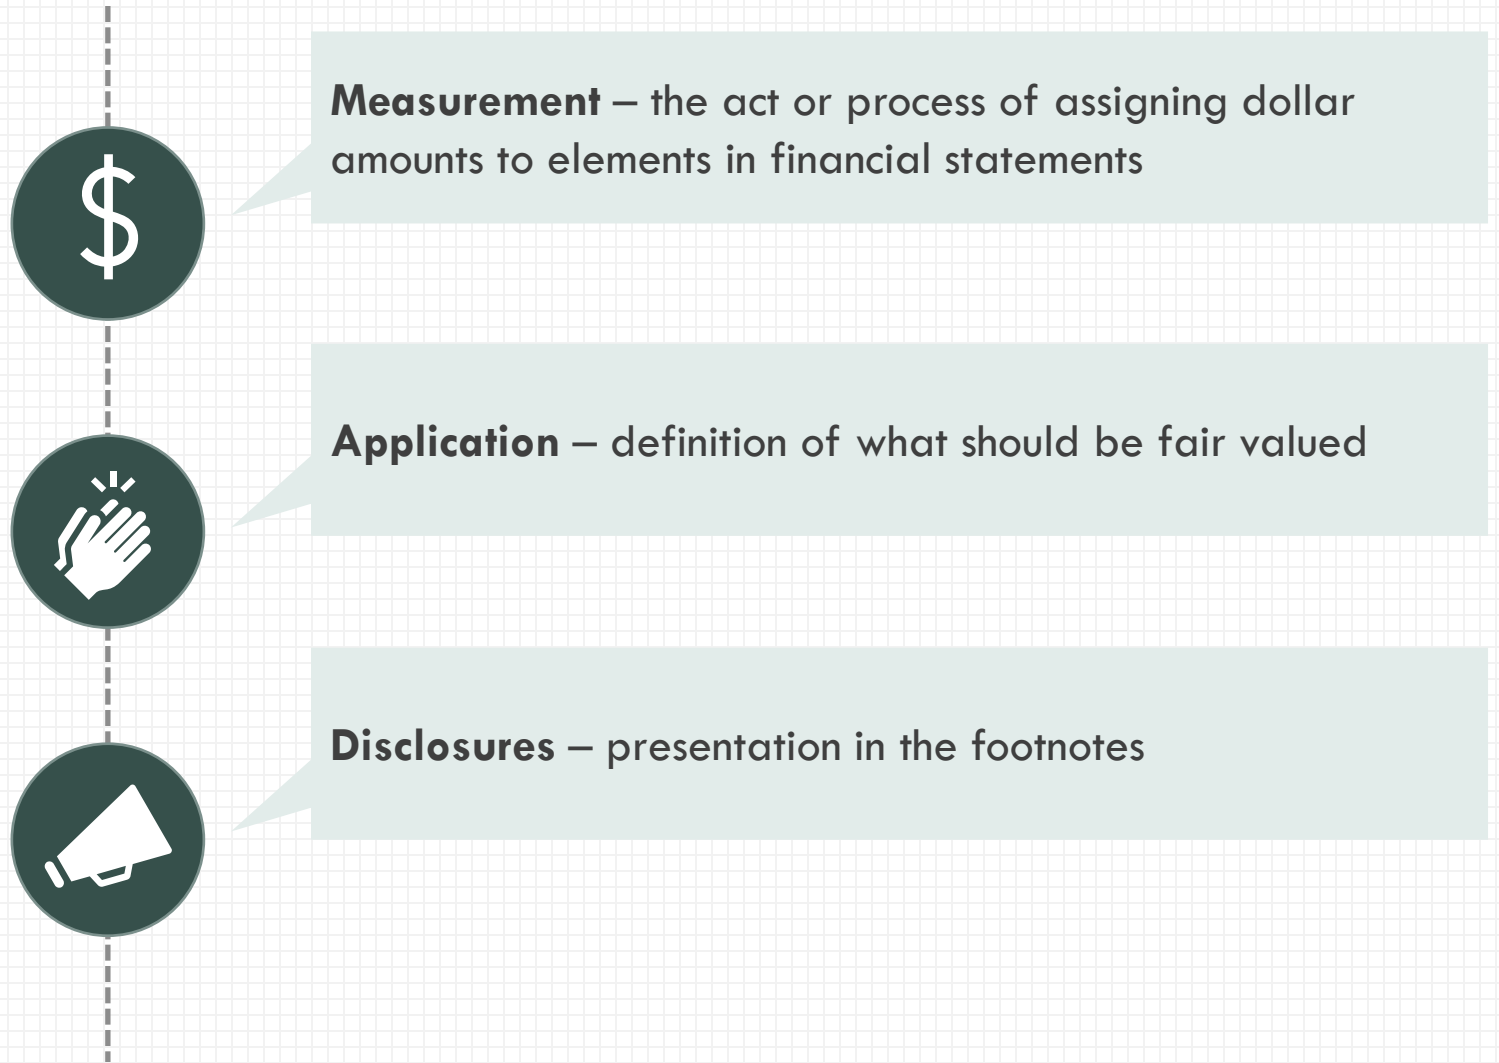 Measurement – the act or process of assigning dollar
amounts to elements in financial statements
Application – definition of what should be fair valued
Disclosures – presentation in the footnotes